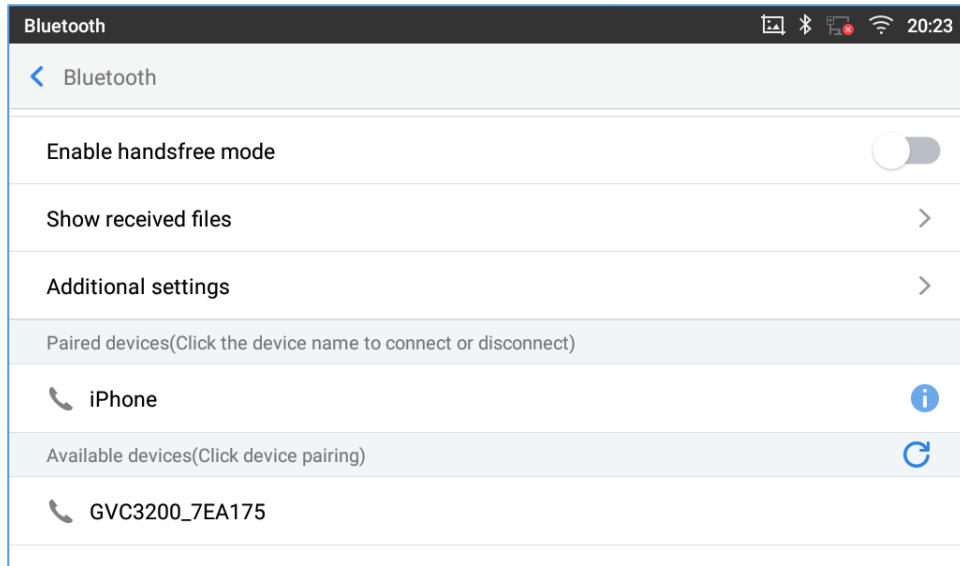 Bluetooth 20:23
Bluetooth
Enable handsfree mode
Show received files
Additional settings
Paired devices(Click the device name to connect or disconnect)
iPhone
Available devices(Click device pairing)
GVC3200_7EA175